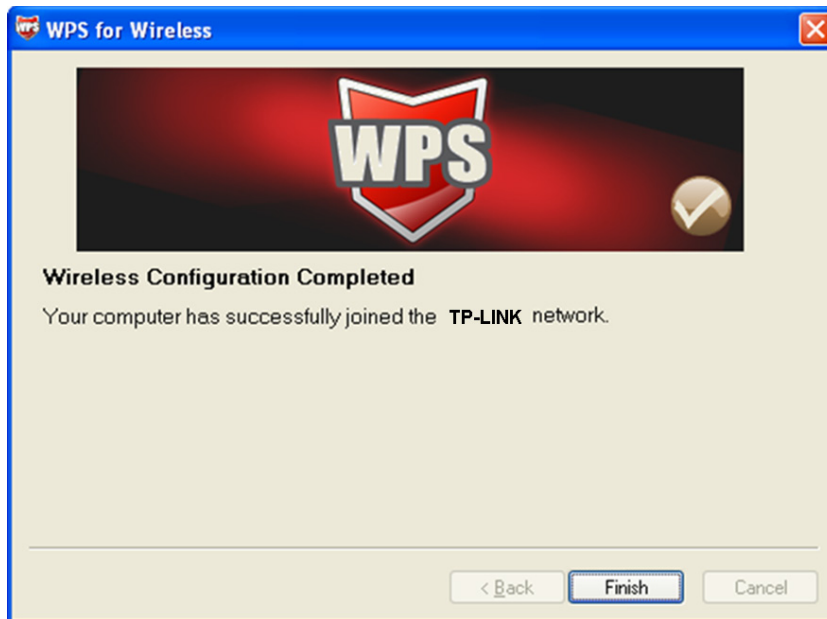 WPS WPS for Wireless
WPS
Wireless Configuration Completed
Your computer has successfully joined the TP-LINK network.
< Back Finish Cancel